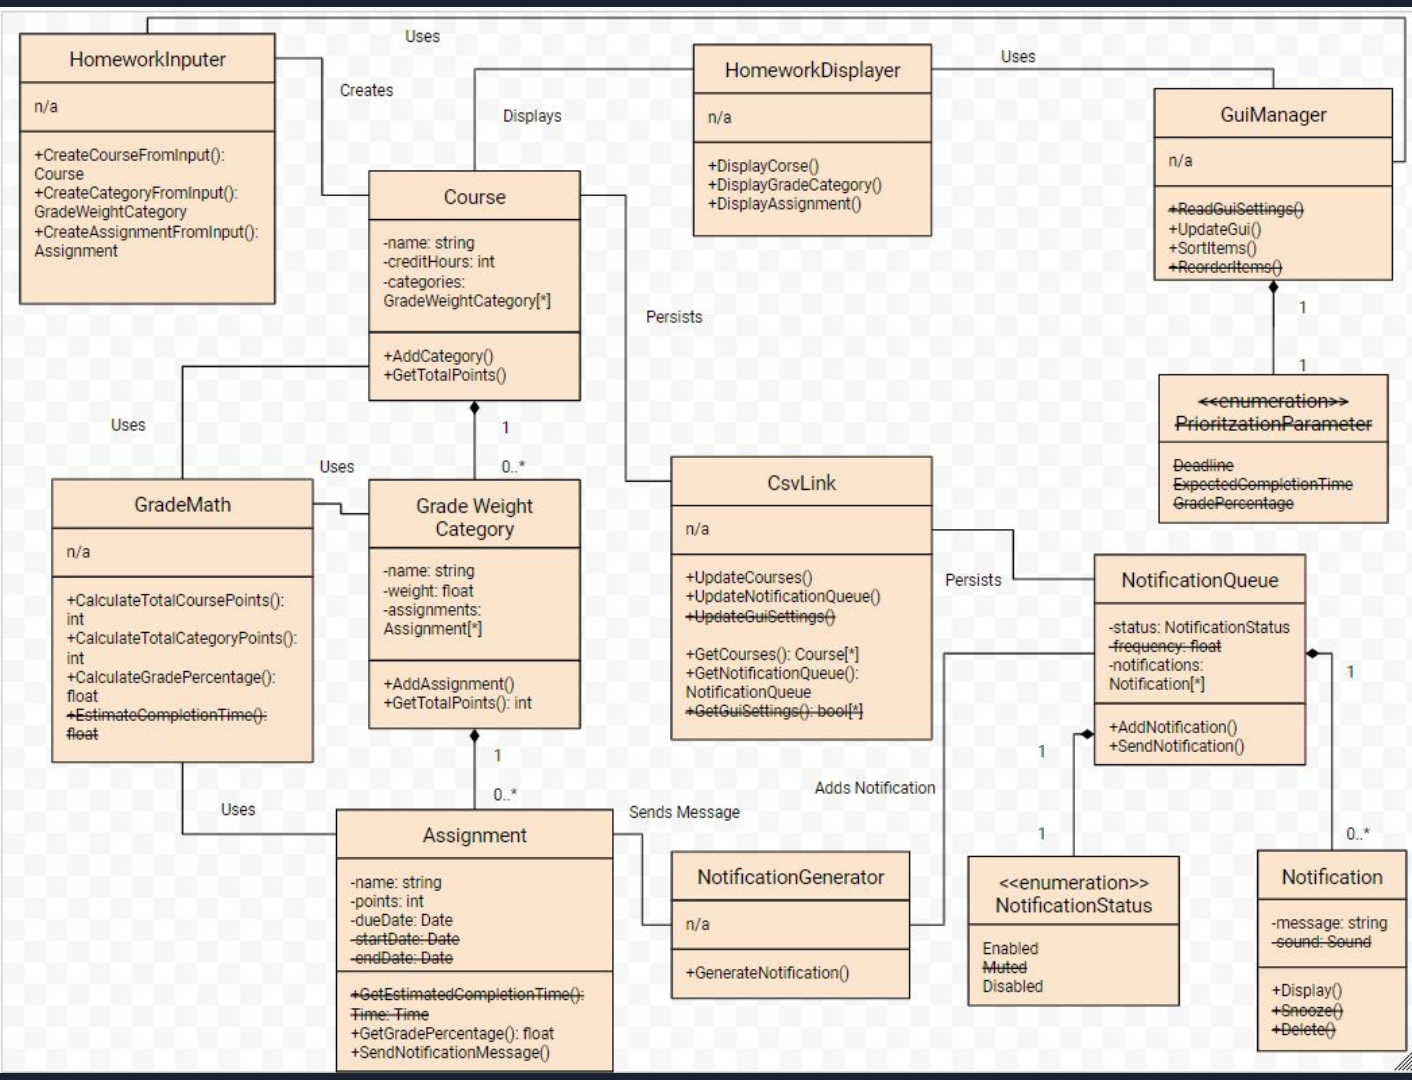 Uses
HomeworkInputer
n/a
+CreateCourseFromInput():
Course
+CreateCategoryFromInput():
GradeWeightCategory
+CreateAssignmentFromInput():
Assignment
Creates
Displays
HomeworkDisplayer
n/a
+DisplayCorse()
+DisplayGradeCategory()
+DisplayAssignment()
Uses
GuiManager
n/a
+ReadGuiSettings()
+UpdateGui()
+SortItems()
+ReorderItems()
1
1
<<enumeration>>
PrioritzationParameter
Deadline
ExpectedCompletionTime
GradePercentage
Course
-name: string
-creditHours: int
-categories:
GradeWeightCategory[*]
+AddCategory()
+GetTotalPoints()
Persists
Uses
Uses
1
0..*
GradeMath
n/a
+CalculateTotalCoursePoints():
int
+CalculateTotalCategoryPoints():
int
+CalculateGradePercentage():
float
+EstimateCompletionTime():
float
Grade Weight
Category
-name: string
-weight: float
-assignments:
Assignment[*]
+AddAssignment()
+GetTotalPoints(): int
CsvLink
n/a
+UpdateCourses()
+UpdateNotificationQueue()
+UpdateGuiSettings()
+GetCourses(): Course[*]
+GetNotificationQueue():
NotificationQueue
+GetGuiSettings(): bool[*]
Persists
NotificationQueue
-status: NotificationStatus
-frequency: float
-notifications:
Notification[*]
+AddNotification()
+SendNotification()
1
1
1
0..*
Uses
1
0..*
Sends Message
Adds Notification
Assignment
-name: string
-points: int
-dueDate: Date
-startDate: Date
-endDate: Date
+GetEstimatedCompletionTime():
Time: Time
+GetGradePercentage(): float
+SendNotificationMessage()
NotificationGenerator
n/a
+GenerateNotification()
<<enumeration>>
NotificationStatus
Enabled
Muted
Disabled
Notification
-message: string
-sound: Sound
+Display()
+Snooze()
+Delete()